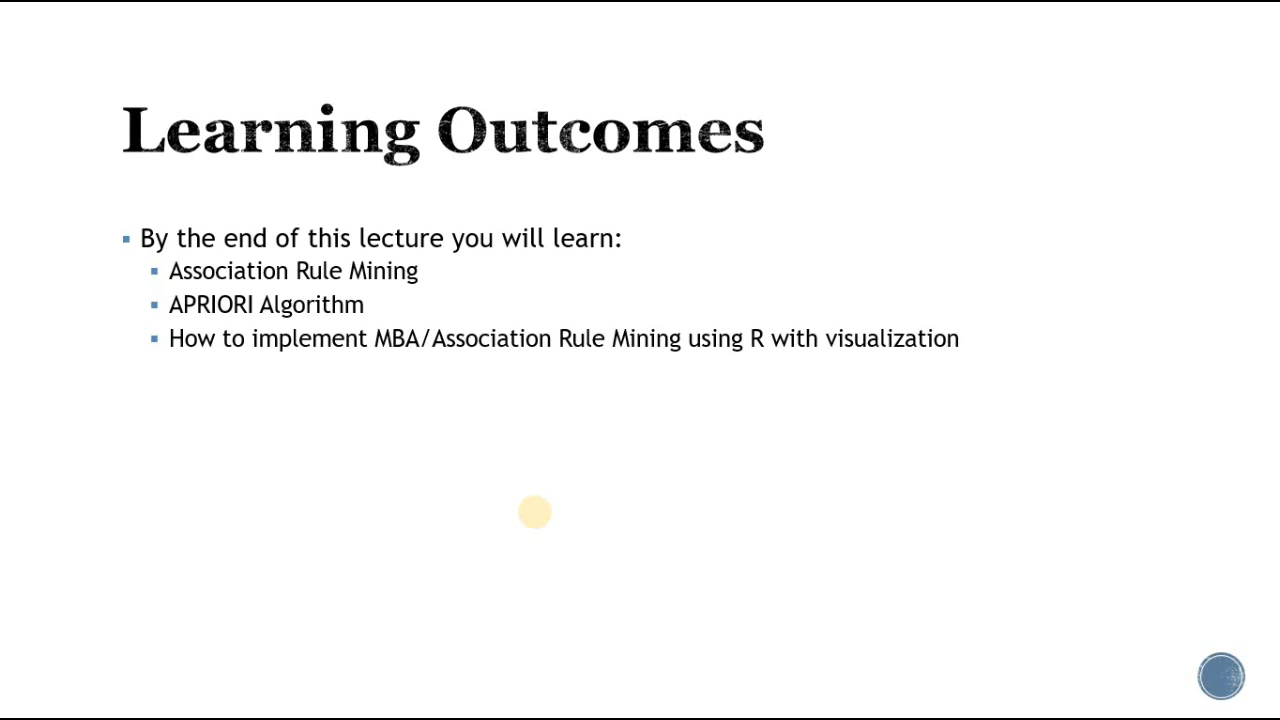 Learning Outcomes
By the end of this lecture you will learn:
Association Rule Mining
APRIORI Algorithm
How to implement MBA/Association Rule Mining using R with visualization